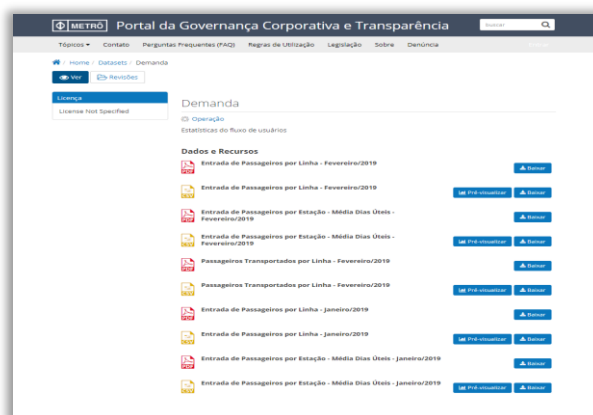 METRÔ Portal da Governança Corporativa e Transparência buscar
Tópicos Contato Perguntas Frequentes (FAQ) Regras de Utilização Legislação Sobre Denúncia Entrar
/ Home / Datasets / Demanda
Ver Revisões
Licença
License Not Specified
Demanda
Operação
Estatísticas do fluxo de usuários
Dados e Recursos
PDF Entrada de Passageiros por Linha - Fevereiro/2019 Baixar
CSV Entrada de Passageiros por Linha - Fevereiro/2019 Pré-visualizar Baixar
PDF Entrada de Passageiros por Estação - Média Dias Úteis -
Fevereiro/2019 Baixar
CSV Entrada de Passageiros por Estação - Média Dias Úteis -
Fevereiro/2019 Pré-visualizar Baixar
PDF Passageiros Transportados por Linha - Fevereiro/2019 Baixar
CSV Passageiros Transportados por Linha - Fevereiro/2019 Pré-visualizar Baixar
PDF Entrada de Passageiros por Linha - Janeiro/2019 Baixar
CSV Entrada de Passageiros por Linha - Janeiro/2019 Pré-visualizar Baixar
PDF Entrada de Passageiros por Estação - Média Dias Úteis - Janeiro/2019 Baixar
CSV Entrada de Passageiros por Estação - Média Dias Úteis - Janeiro/2019 Pré-visualizar Baixar